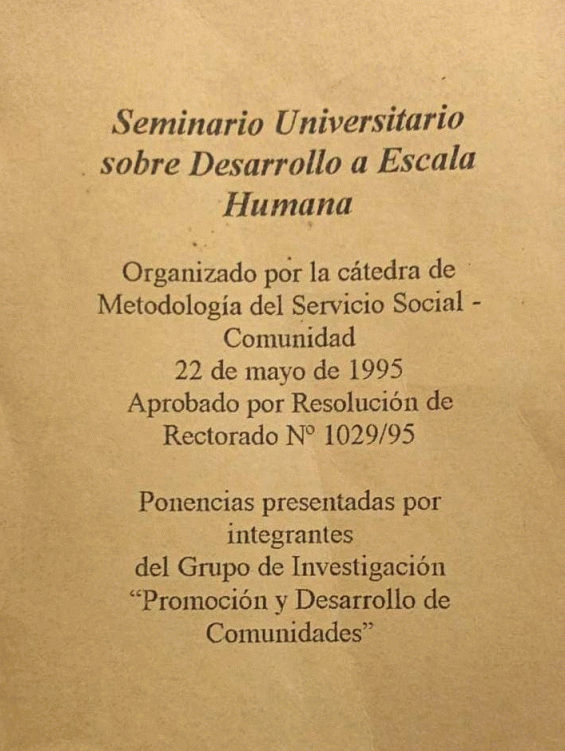 Seminario Universitario
sobre Desarrollo a Escala
Humana
Organizado por la cátedra de
Metodología del Servicio Social -
Comunidad
22 de mayo de 1995
Aprobado por Resolución de
Rectorado Nº 1029/95
Ponencias presentadas por
integrantes
del Grupo de Investigación
“Promoción y Desarrollo de
Comunidades”